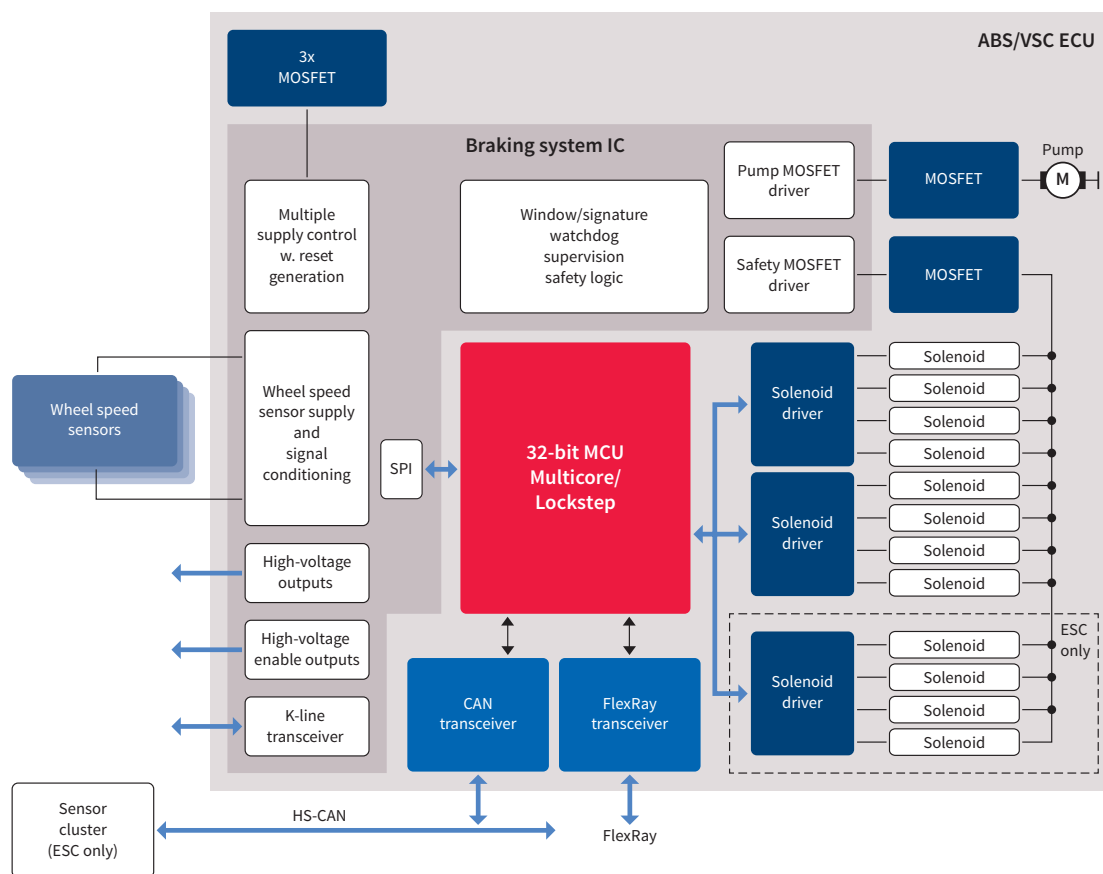 ABS/VSC ECU
3x
MOSFET
Braking system IC
Multiple
supply control
w. reset
generation
Window/signature
watchdog
supervision
safety logic
Pump MOSFET
driver
MOSFET
Pump
M
Safety MOSFET
driver
MOSFET
Wheel speed
sensors
Wheel speed
sensor supply
and
signal
conditioning
SPI
32-bit MCU
Multicore/
Lockstep
Solenoid
driver
Solenoid
Solenoid
Solenoid
Solenoid
Solenoid
driver
Solenoid
Solenoid
Solenoid
Solenoid
High-voltage
outputs
High-voltage
enable outputs
K-line
transceiver
CAN
transceiver
FlexRay
transceiver
Solenoid
driver
Solenoid
Solenoid
Solenoid
Solenoid
ESC
only
Sensor
cluster
(ESC only)
HS-CAN
FlexRay